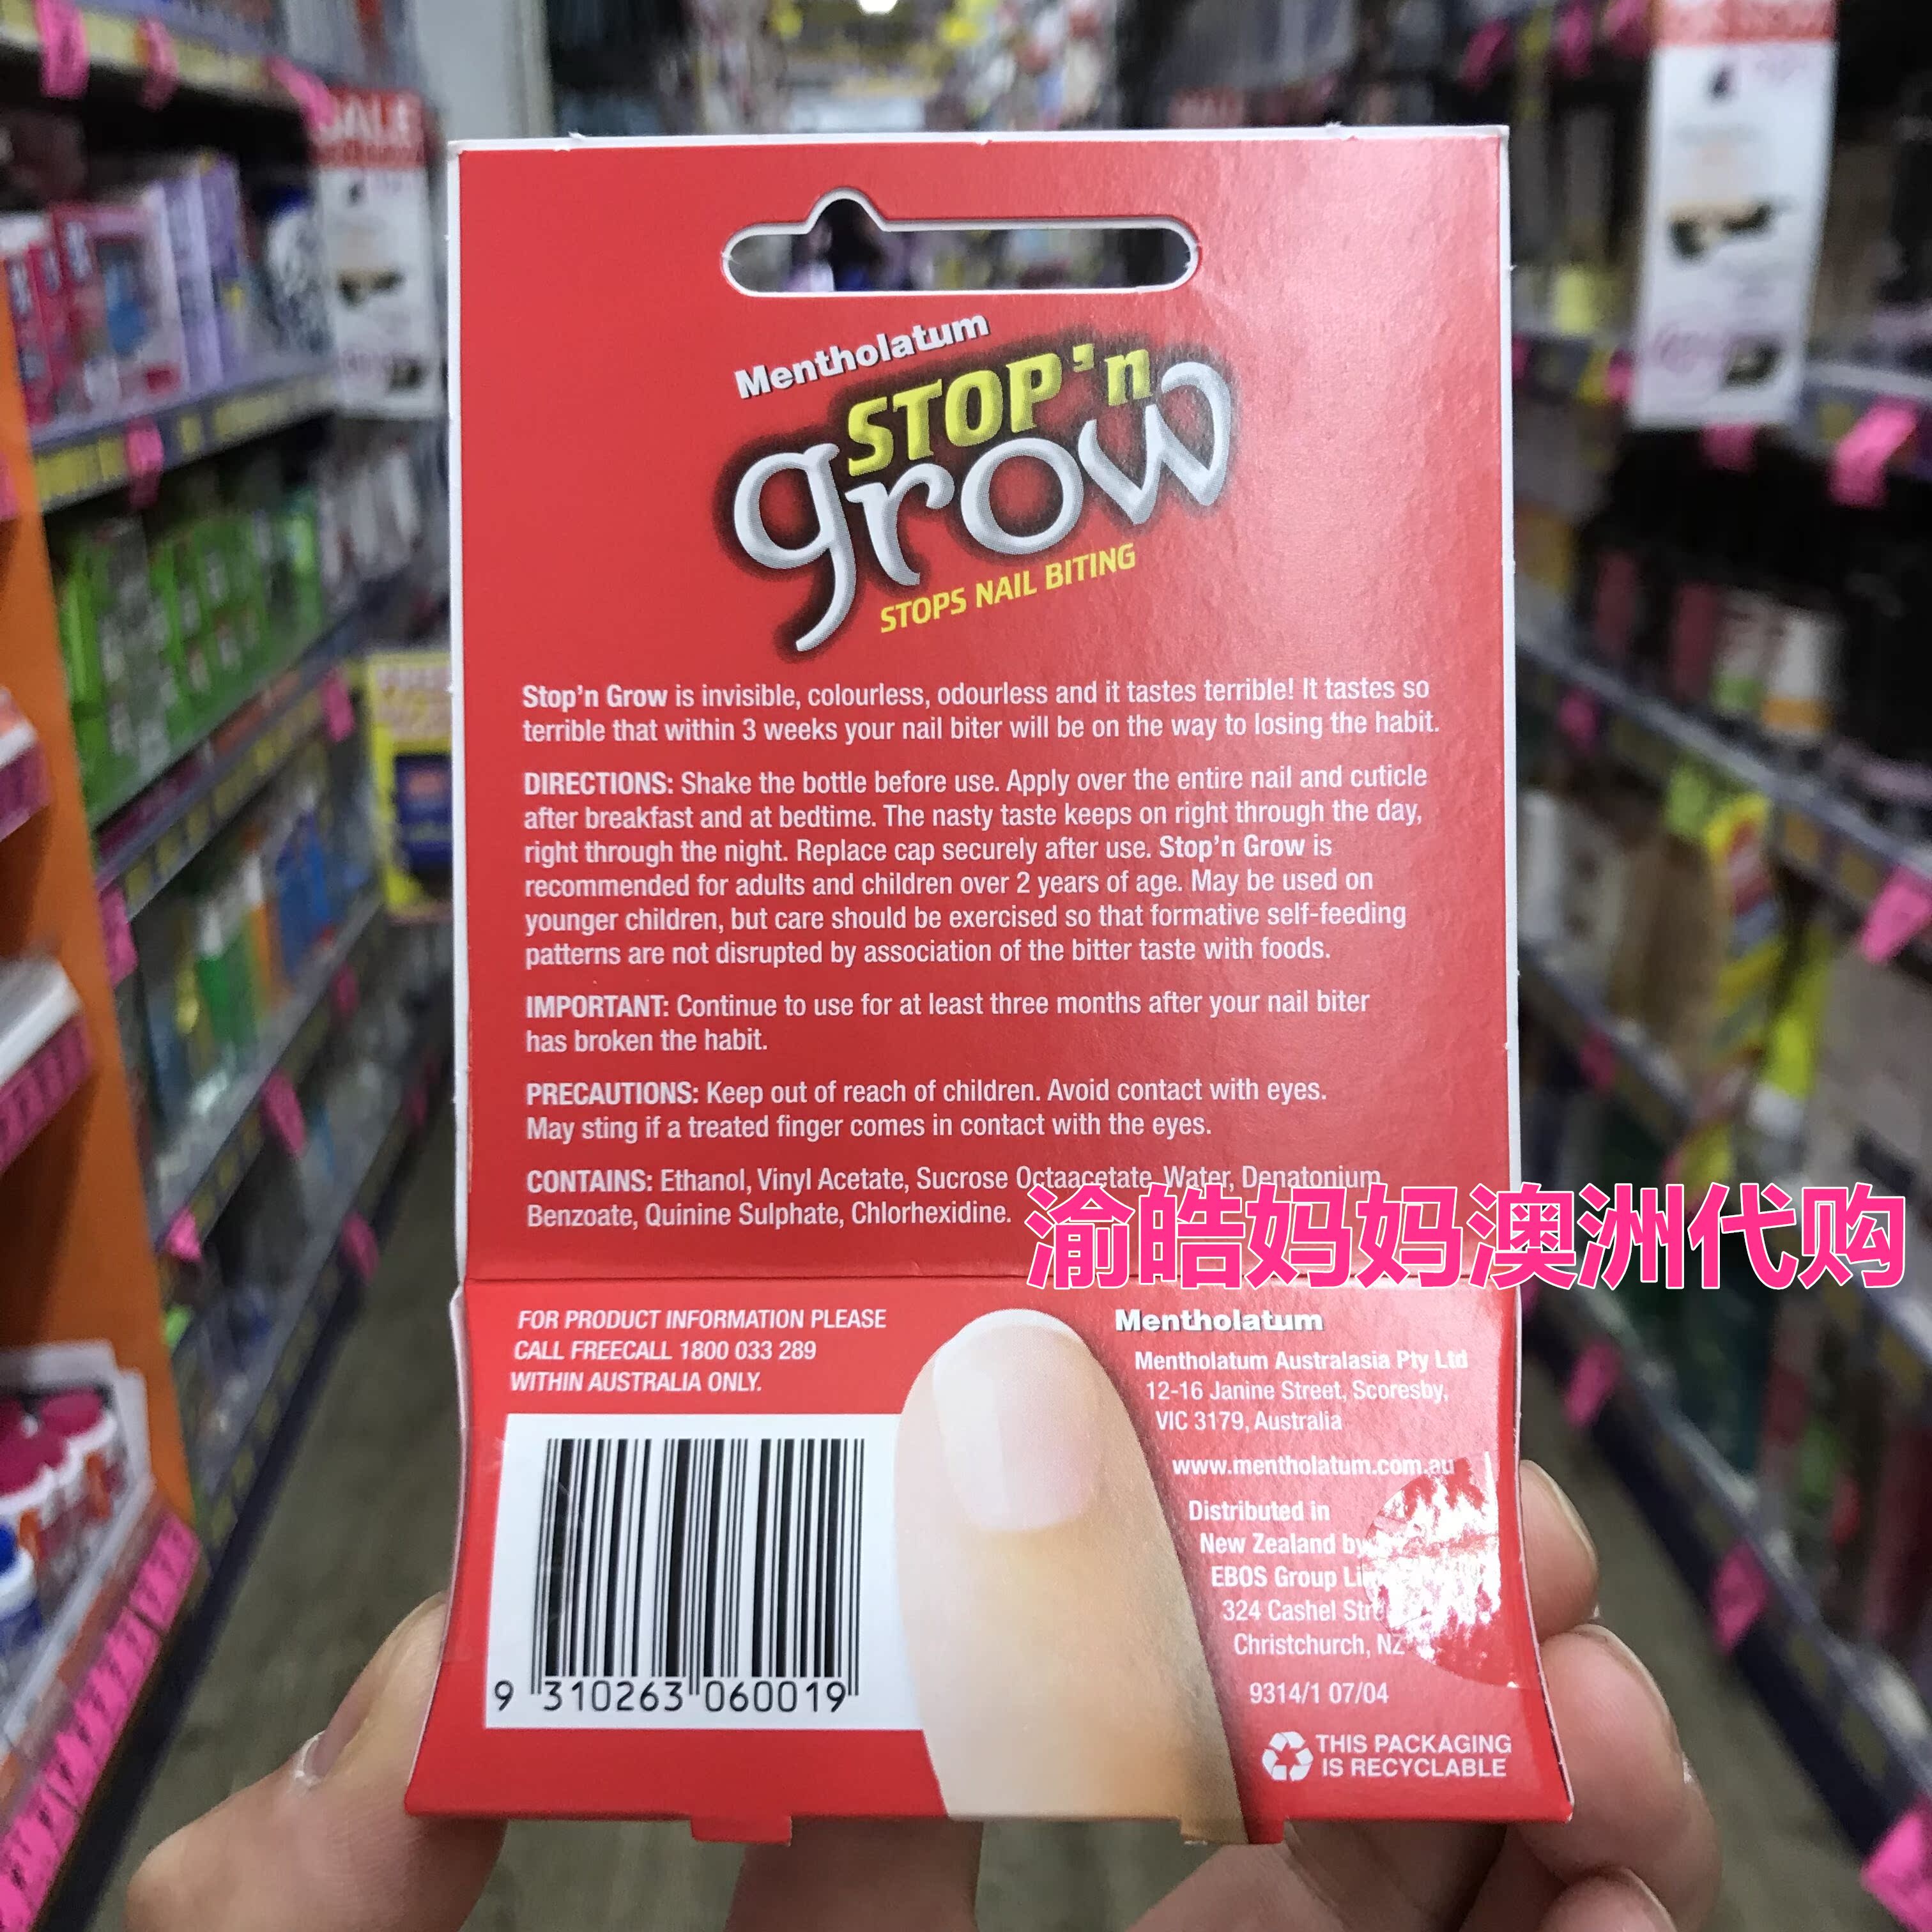 SALE
Mentholatum
STOP'n
grow
STOPS NAIL BITING
Stop'n Grow is invisible, colourless, odourless and it tastes terrible! It tastes so
terrible that within 3 weeks your nail biter will be on the way to losing the habit.
DIRECTIONS: Shake the bottle before use. Apply over the entire nail and cuticle
after breakfast and at bedtime. The nasty taste keeps on right through the day,
right through the night. Replace cap securely after use. Stop'n Grow is
recommended for adults and children over 2 years of age. May be used on
younger children, but care should be exercised so that formative self-feeding
patterns are not disrupted by association of the bitter taste with foods.
IMPORTANT: Continue to use for at least three months after your nail biter
has broken the habit.
PRECAUTIONS: Keep out of reach of children. Avoid contact with eyes.
May sting if a treated finger comes in contact with the eyes.
CONTAINS: Ethanol, Vinyl Acetate, Sucrose Octaacetate, Water, Denatonium
Benzoate, Quinine Sulphate, Chlorhexidine.
渝皓妈妈澳洲代购
FOR PRODUCT INFORMATION PLEASE
CALL FREECALL 1800 033 289
WITHIN AUSTRALIA ONLY.
9 310263 060019
Mentholatum
Mentholatum Australasia Pty Ltd
12-16 Janine Street, Scoresby,
VIC 3179, Australia
www.mentholatum.com.au
Distributed in
New Zealand by
EBOS Group
324 Cashel
Christchurch, NZ
9314/1 07/04
THIS PACKAGING
IS RECYCLABLE